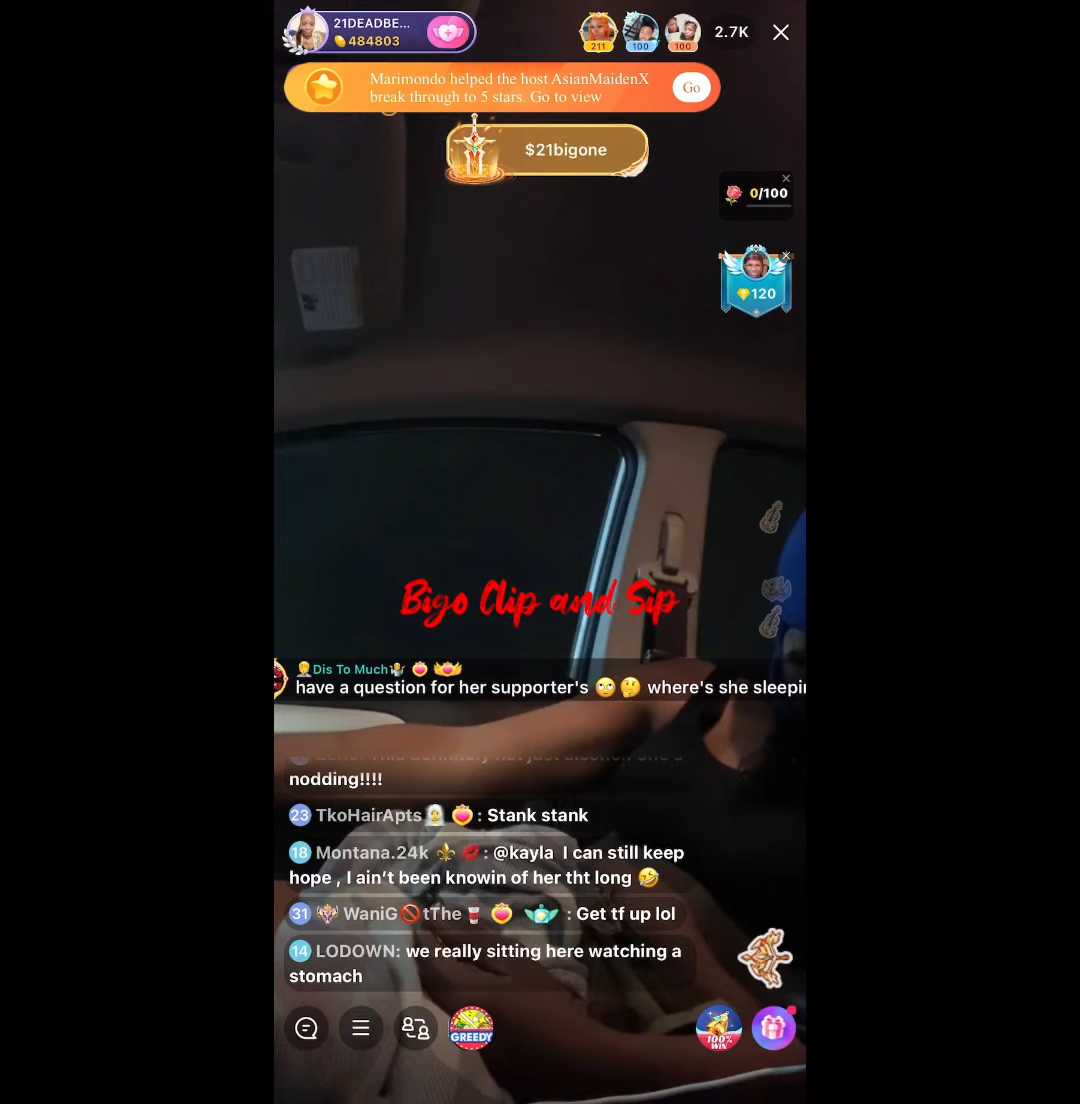 21DEADBE...
484803
211
100
100
2.7K
Marimondo helped the host AsianMaidenX
break through to 5 stars. Go to view
Go
$21bigone
0/100
120
Bigo Clip and Sip
Dis To Much
have a question for her supporter's 🙄 🤔 where's she sleepin
nodding!!!!
23 TkoHairApts : Stank stank
18 Montana.24k ⚜️ 💋 : @kayla I can still keep
hope , I ain’t been knowin of her tht long 🤣
31 WaniG🚫tThe : Get tf up lol
14 LODOWN: we really sitting here watching a
stomach
GREEDY
100%
WIN